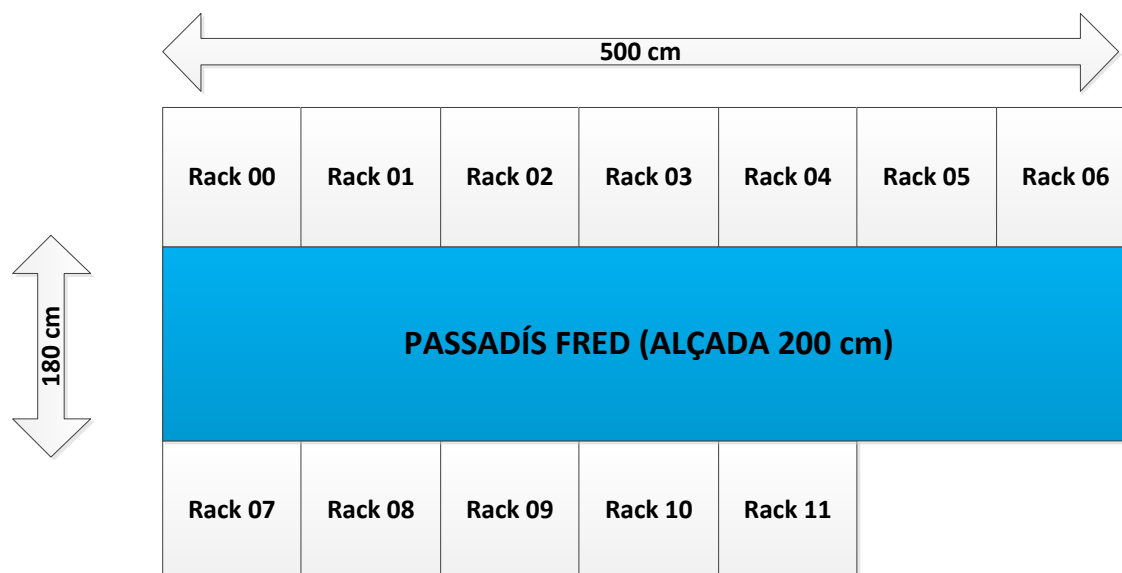 500 cm
Rack 00 Rack 01 Rack 02 Rack 03 Rack 04 Rack 05 Rack 06
180 cm
PASSADÍS FRED (ALÇADA 200 cm)
Rack 07 Rack 08 Rack 09 Rack 10 Rack 11